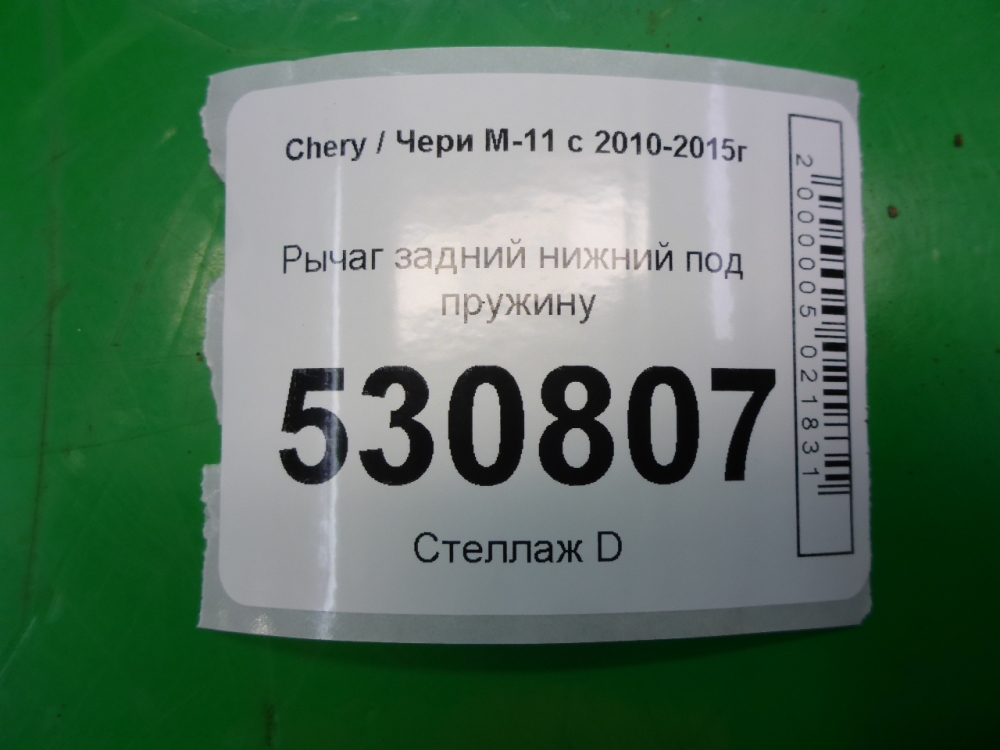 Chery / Чери М-11 с 2010-2015г
Рычаг задний нижний под
пружину
530807
Стеллаж D
2000005021831